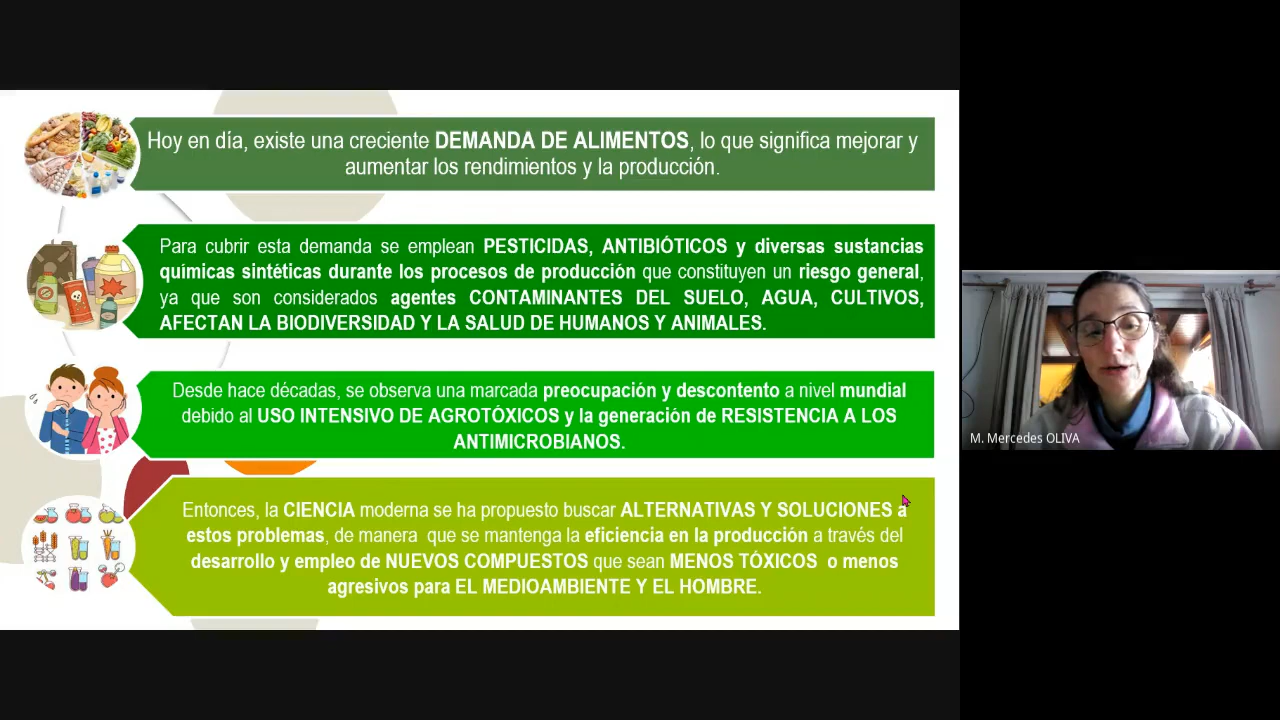 Hoy en día, existe una creciente DEMANDA DE ALIMENTOS, lo que significa mejorar y
aumentar los rendimientos y la producción.
Para cubrir esta demanda se emplean PESTICIDAS, ANTIBIÓTICOS y diversas sustancias
químicas sintéticas durante los procesos de producción que constituyen un riesgo general,
ya que son considerados agentes CONTAMINANTES DEL SUELO, AGUA, CULTIVOS,
AFECTAN LA BIODIVERSIDAD Y LA SALUD DE HUMANOS Y ANIMALES.
Desde hace décadas, se observa una marcada preocupación y descontento a nivel mundial
debido al USO INTENSIVO DE AGROTÓXICOS y la generación de RESISTENCIA A LOS
ANTIMICROBIANOS.
Entonces, la CIENCIA moderna se ha propuesto buscar ALTERNATIVAS Y SOLUCIONES a
estos problemas, de manera que se mantenga la eficiencia en la producción a través del
desarrollo y empleo de NUEVOS COMPUESTOS que sean MENOS TÓXICOS o menos
agresivos para EL MEDIOAMBIENTE Y EL HOMBRE.
M. Mercedes OLIVA